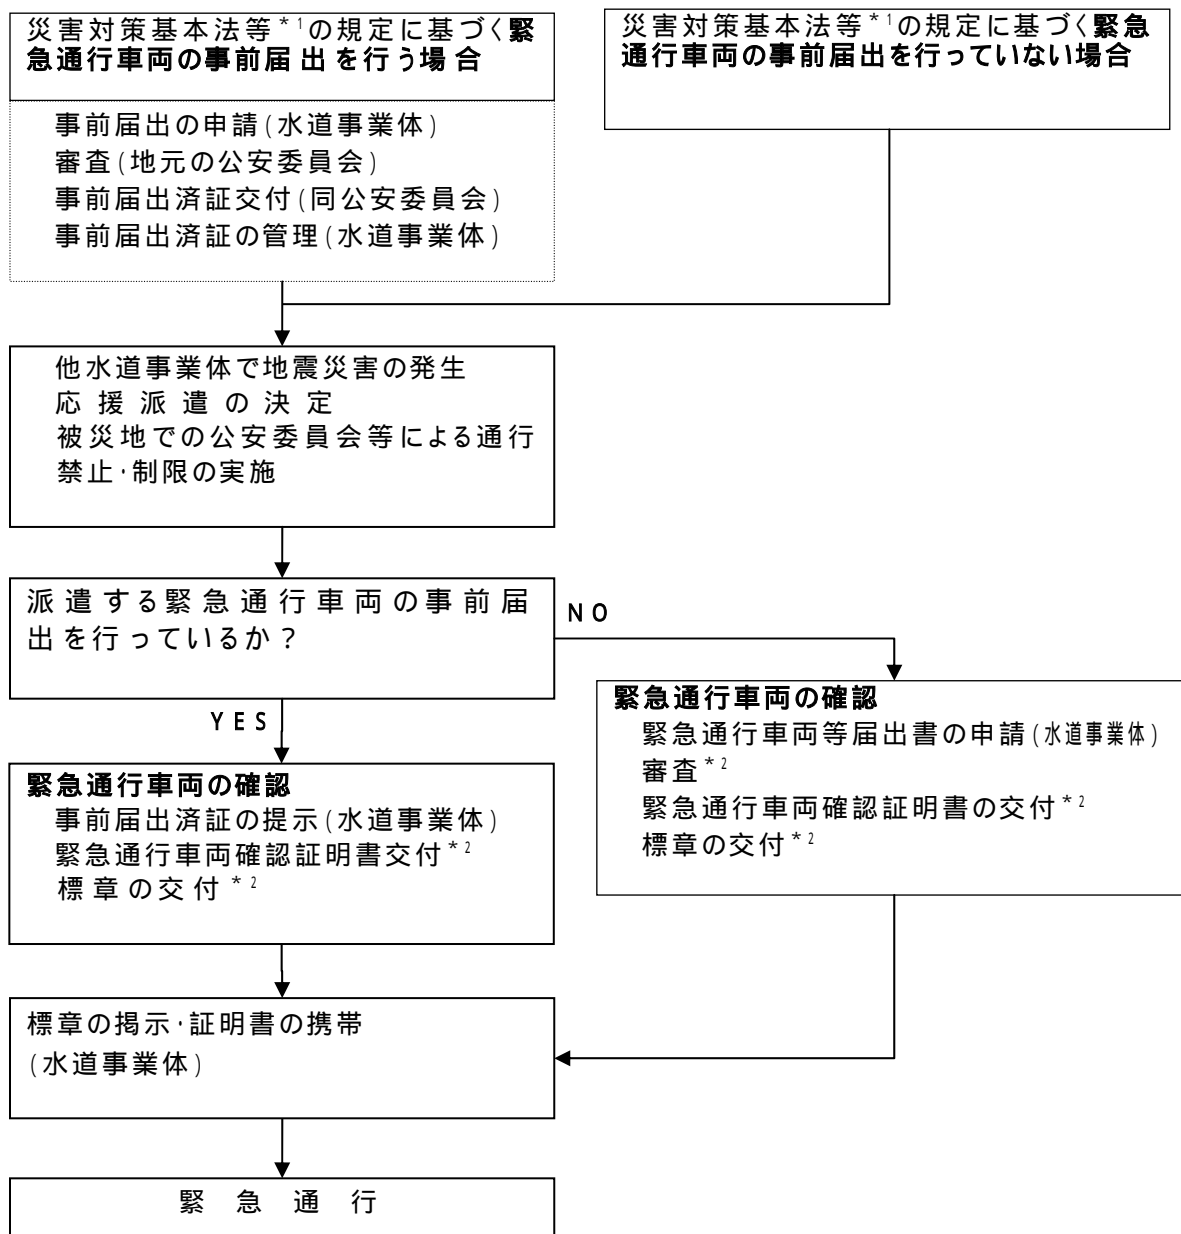 災害対策基本法等*1の規定に基づく緊
急通行車両の事前届出を行う場合
事前届出の申請(水道事業体)
審査(地元の公安委員会)
事前届出済証交付(同公安委員会)
事前届出済証の管理(水道事業体)
災害対策基本法等*1の規定に基づく緊急
通行車両の事前届出を行っていない場合
他水道事業体で地震災害の発生
応援派遣の決定
被災地での公安委員会等による通行
禁止・制限の実施
派遣する緊急通行車両の事前届
出を行っているか?
NO
YES
緊急通行車両の確認
事前届出済証の提示(水道事業体)
緊急通行車両確認証明書交付*2
標章の交付*2
緊急通行車両の確認
緊急通行車両等届出書の申請(水道事業体)
審査*2
緊急通行車両確認証明書の交付*2
標章の交付*2
標章の掲示・証明書の携帯
(水道事業体)
緊急通行